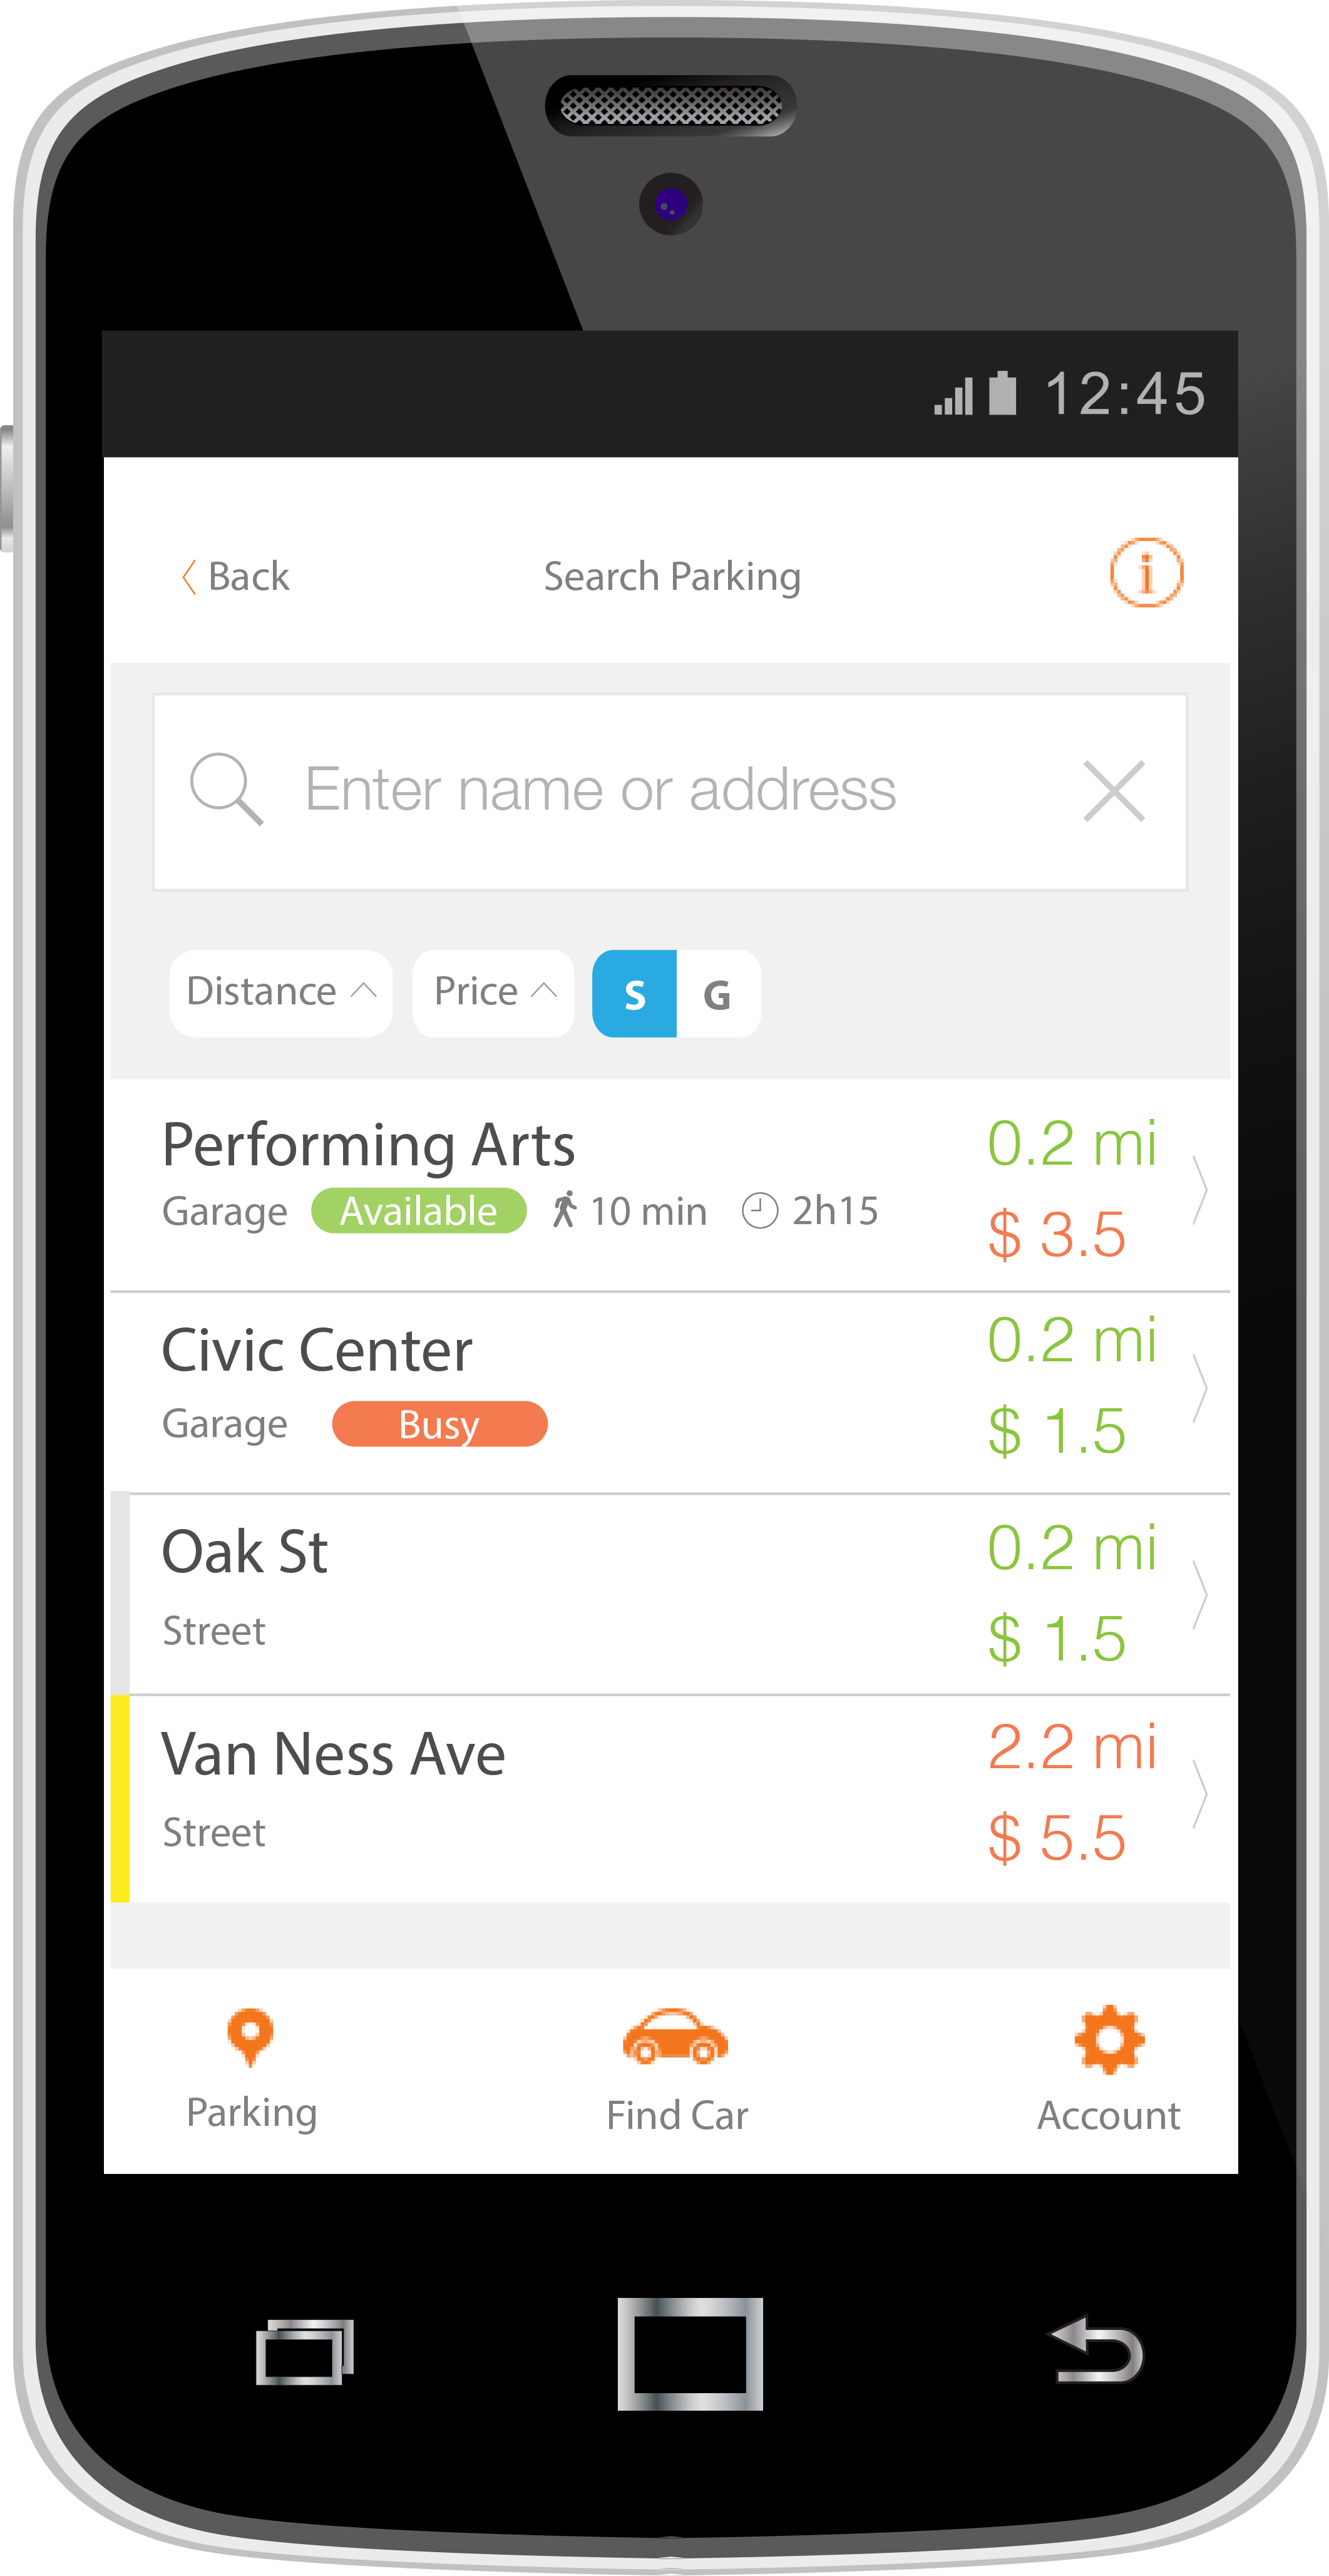 12:45
Back Search Parking i
Enter name or address
Distance Price S G
Performing Arts 0.2 mi
Garage Available 10 min 2h15 $ 3.5
Civic Center 0.2 mi
Garage Busy $ 1.5
Oak St 0.2 mi
Street $ 1.5
Van Ness Ave 2.2 mi
Street $ 5.5
Parking Find Car Account